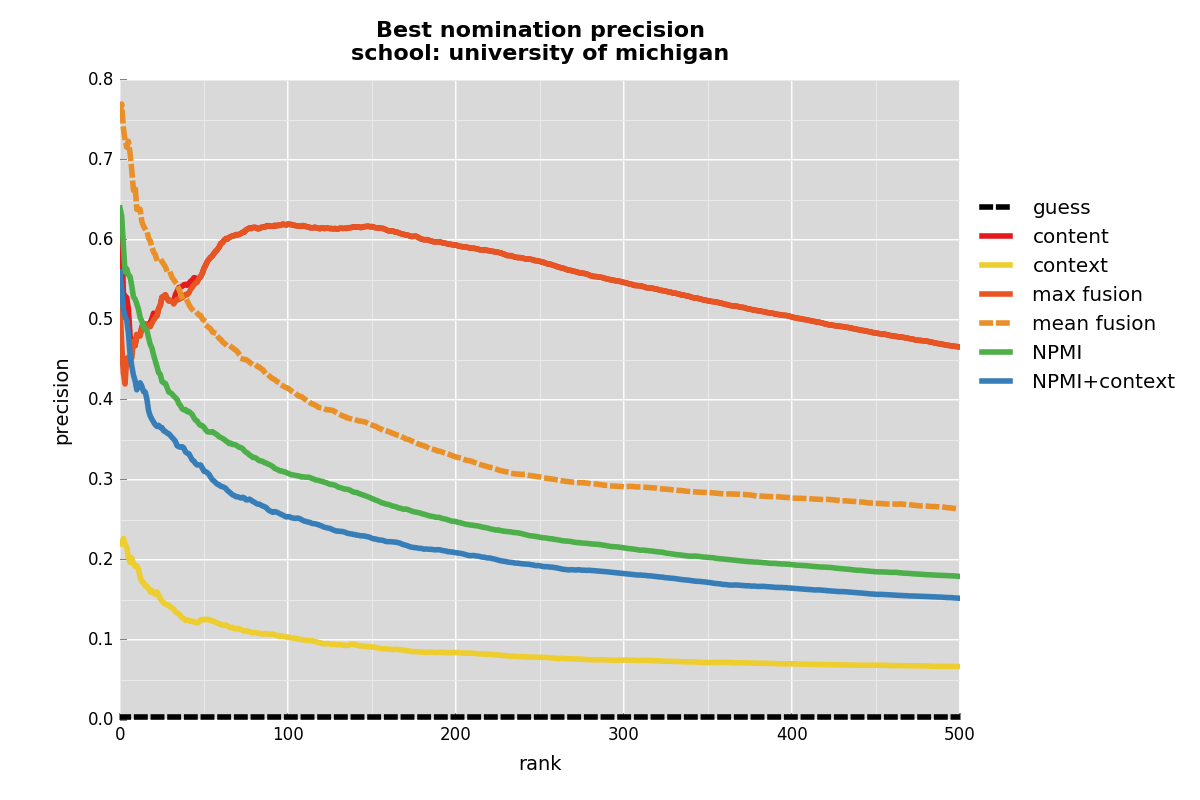 Best nomination precision
school: university of michigan
0.8
0.7
0.6
0.5
0.4
0.3
0.2
0.1
0.0
precision
0 100 200 300 400 500
rank
guess
content
context
max fusion
mean fusion
NPMI
NPMI+context